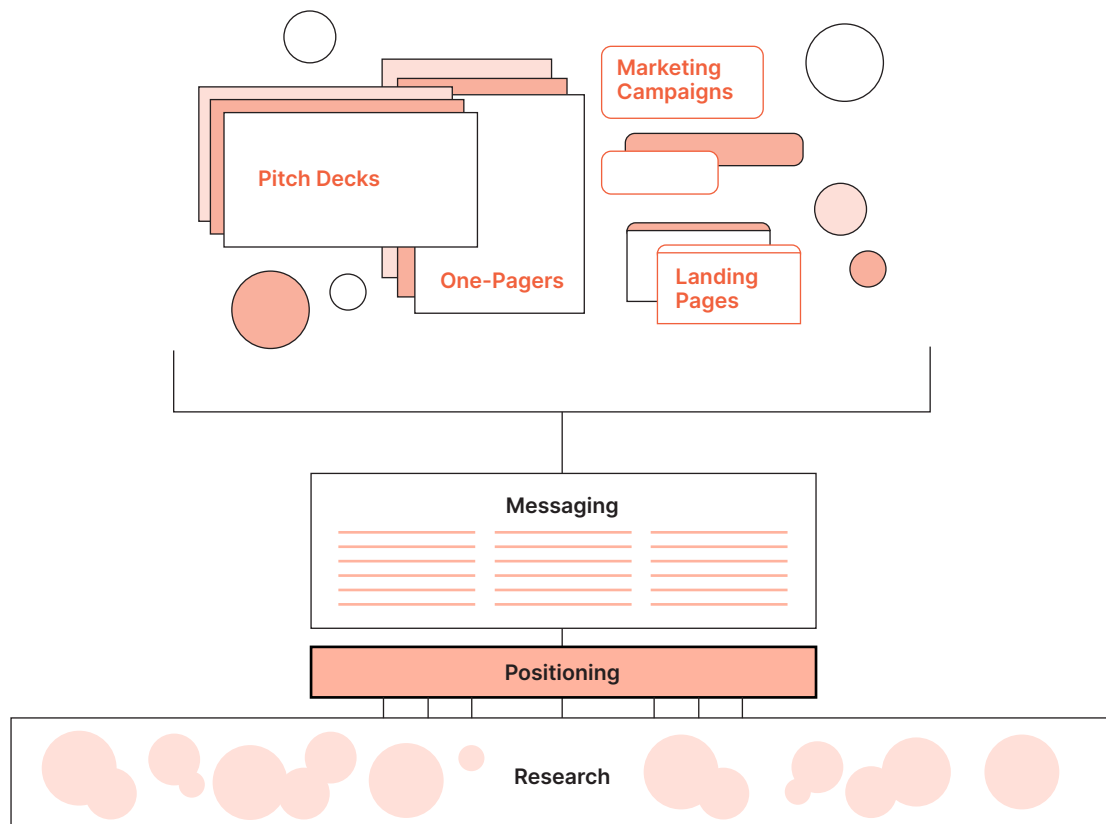 Marketing
Campaigns
Pitch Decks
One-Pagers
Landing
Pages
Messaging
Positioning
Research